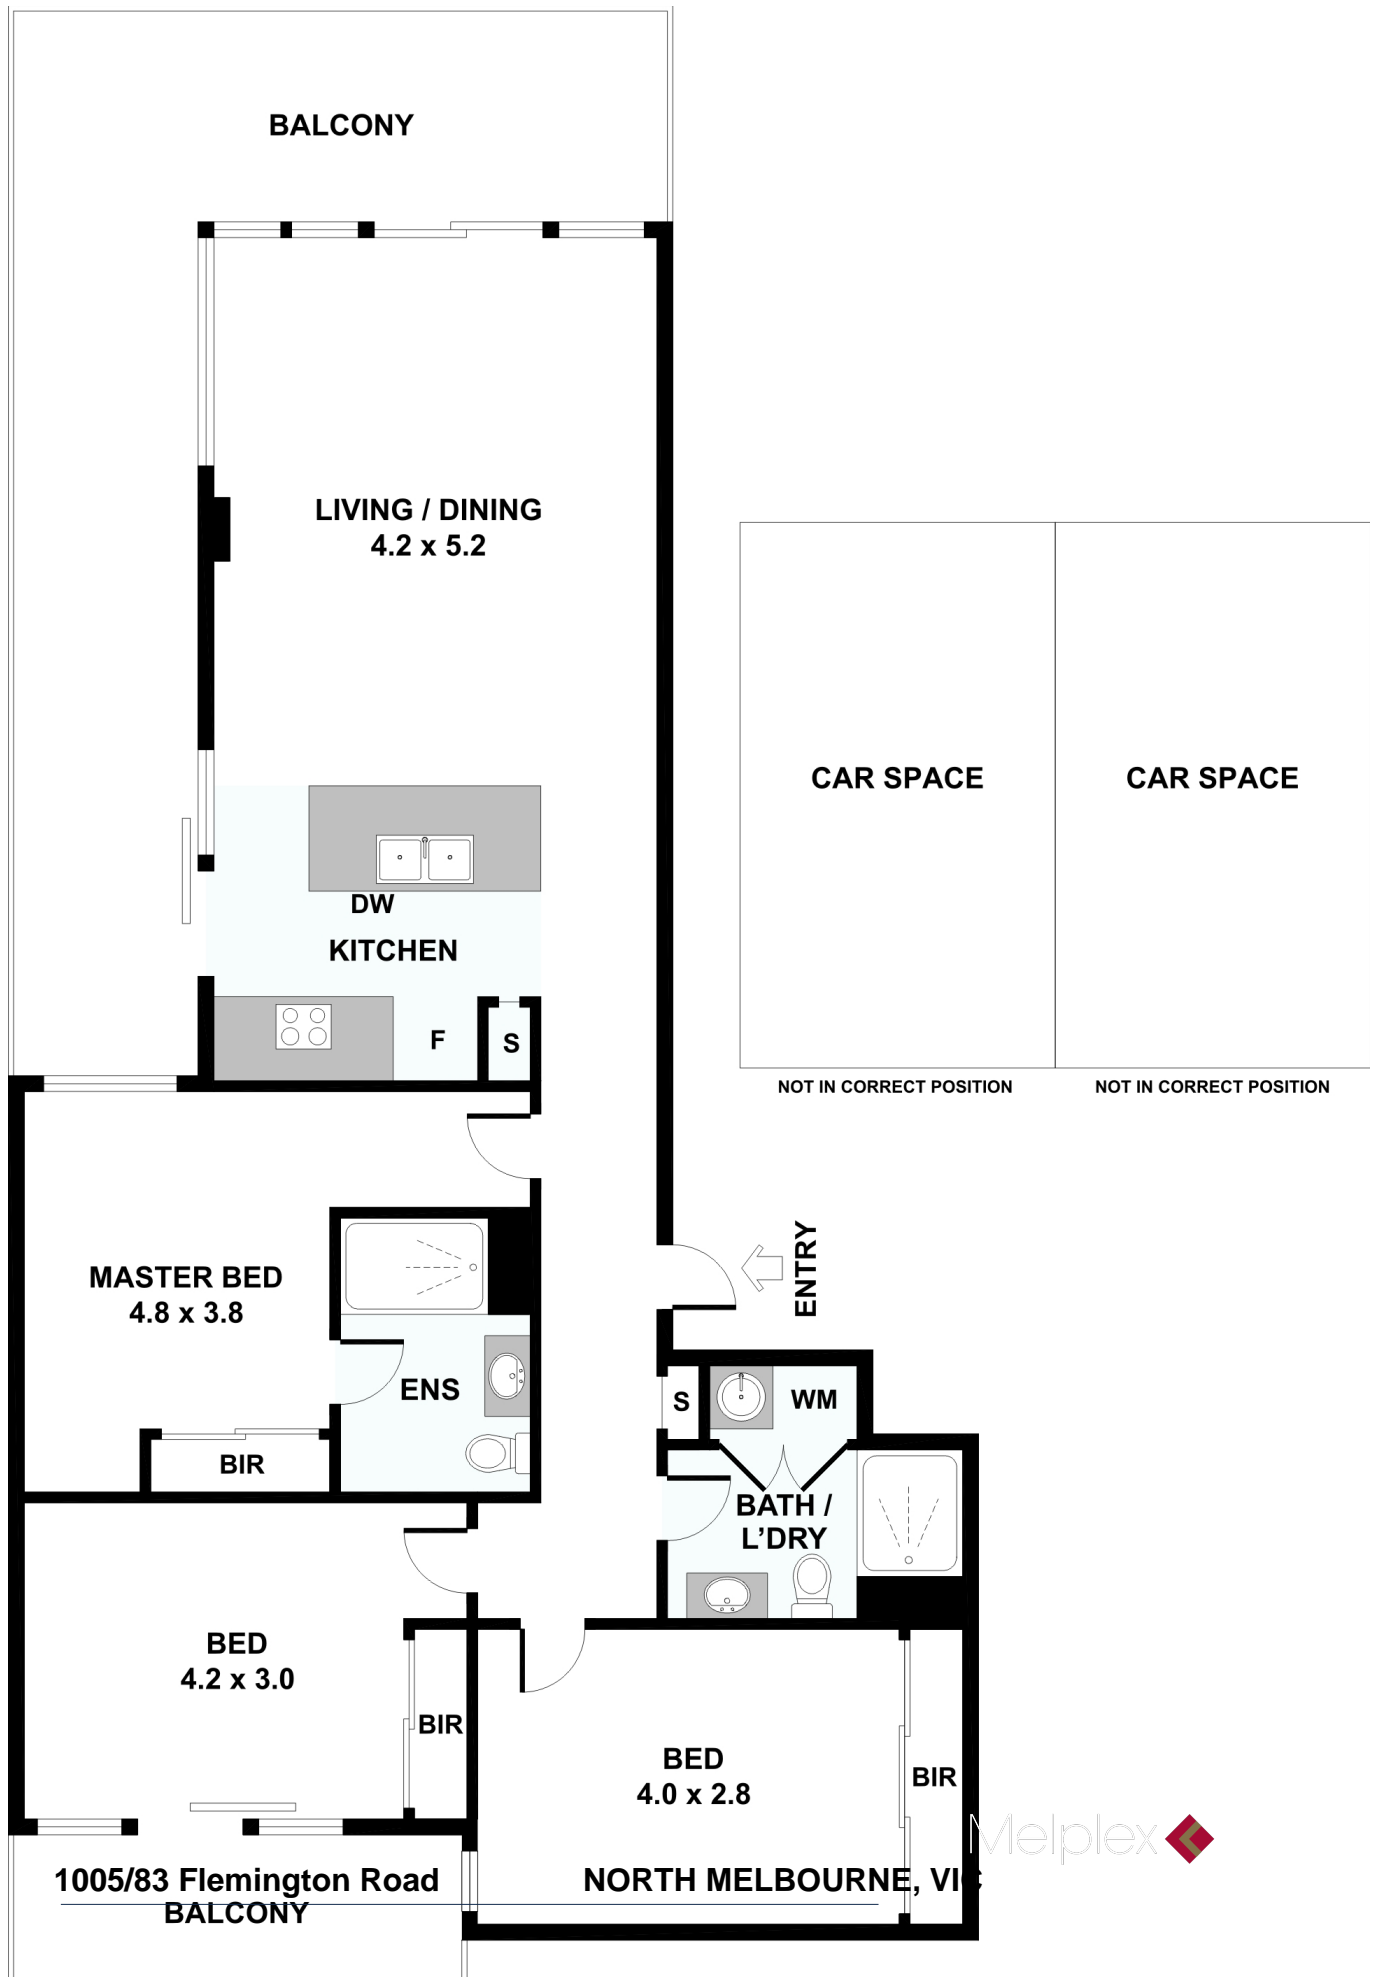 BALCONY
LIVING / DINING
4.2 x 5.2
CAR SPACE
CAR SPACE
DW
KITCHEN
F
S
NOT IN CORRECT POSITION
NOT IN CORRECT POSITION
ENTRY
MASTER BED
4.8 x 3.8
ENS
S
WM
BIR
BATH /
L'DRY
BED
4.2 x 3.0
BIR
BED
4.0 x 2.8
BIR
Melplex
1005/83 Flemington Road
NORTH MELBOURNE, VIC
BALCONY